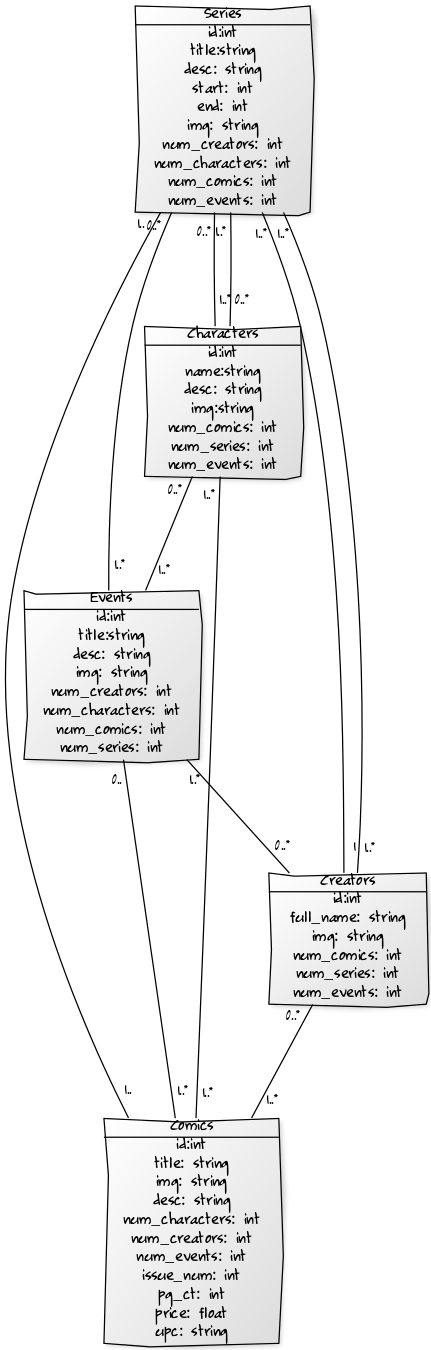 Series
id:int
title:string
desc: string
start: int
end: int
img: string
num_creators: int
num_characters: int
num_comics: int
num_events: int
1.. 0..* 0..* 1..* 1..* 1..*
1..* 0..*
Characters
id:int
name:string
desc: string
img:string
num_comics: int
num_series: int
num_events: int
0..* 1..*
1..* 1..*
Events
id:int
title:string
desc: string
img: string
num_creators: int
num_characters: int
num_comics: int
num_series: int
0.. 1..*
0..* 1 1..*
Creators
id:int
full_name: string
img: string
num_comics: int
num_series: int
num_events: int
0..*
1.. 1..* 1..* 1..*
Comics
id:int
title: string
img: string
desc: string
num_characters: int
num_creators: int
num_events: int
issue_num: int
pg_ct: int
price: float
upc: string